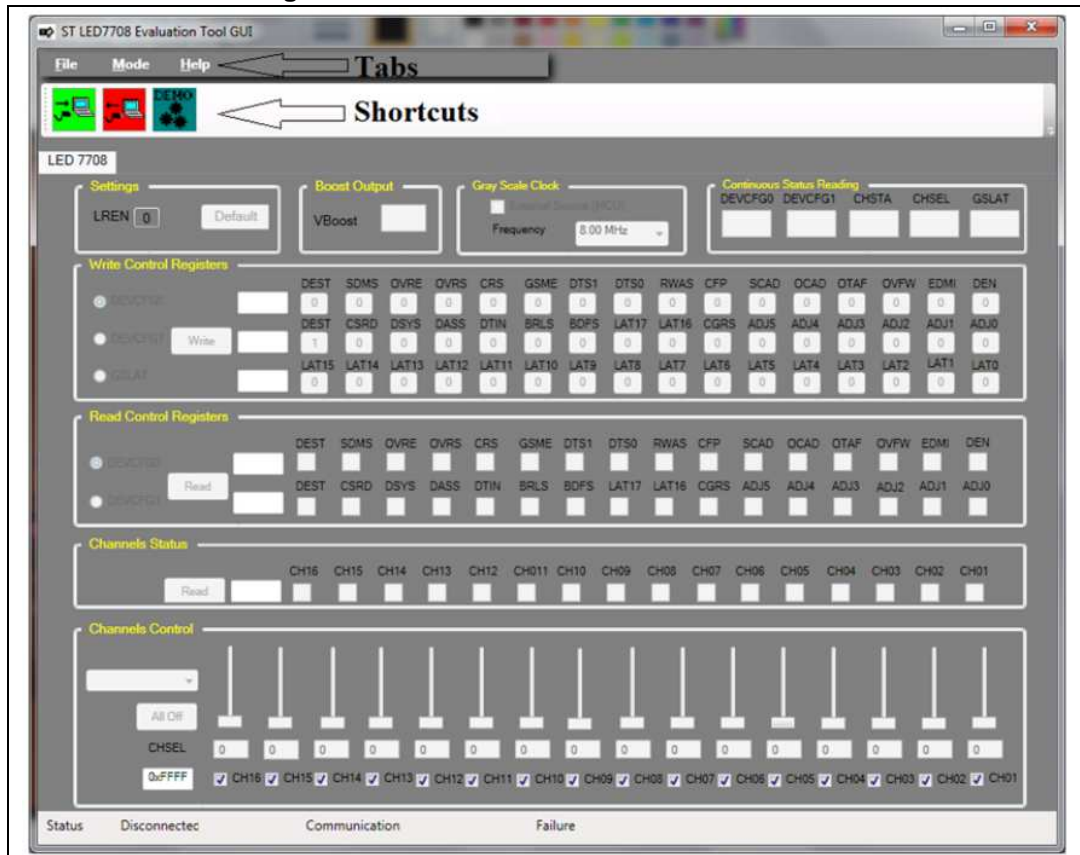 ST LED7708 Evaluation Tool GUI
File Mode Help Tabs
DEMO
Shortcuts
LED 7708
Settings
LREN 0 Default
Boost Output
VBoost
Gray Scale Clock
External Source (MCU)
Frequency 8.00 MHz
Continuous Status Reading
DEVCFG0 DEVCFG1 CHSTA CHSEL GSLAT
Write Control Registers
DEST SDMS OVRE OVRS CRS GSME DTS1 DTS0 RWAS CFP SCAD OCAD OTAF OVFW EDMI DEN
DEVCFG0 0 0 0 0 0 0 0 0 0 0 0 0 0 0 0 0
DEST CSRD DSYS DASS DTIN BRLS BDFS LAT17 LAT16 CGRS ADJ5 ADJ4 ADJ3 ADJ2 ADJ1 ADJ0
DEVCFG1 Write 1 0 0 0 0 0 0 0 0 0 0 0 0 0 0 0
LAT15 LAT14 LAT13 LAT12 LAT11 LAT10 LAT9 LAT8 LAT7 LAT6 LAT5 LAT4 LAT3 LAT2 LAT1 LAT0
GSLAT 0 0 0 0 0 0 0 0 0 0 0 0 0 0 0 0
Read Control Registers
DEST SDMS OVRE OVRS CRS GSME DTS1 DTS0 RWAS CFP SCAD OCAD OTAF OVFW EDMI DEN
DEVCFG0
Read
DEST CSRD DSYS DASS DTIN BRLS BDFS LAT17 LAT16 CGRS ADJ5 ADJ4 ADJ3 ADJ2 ADJ1 ADJ0
DEVCFG1
Channels Status
CH16 CH15 CH14 CH13 CH12 CH011 CH10 CH09 CH08 CH07 CH06 CH05 CH04 CH03 CH02 CH01
Read
Channels Control
All Off
CHSEL 0 0 0 0 0 0 0 0 0 0 0 0 0 0 0 0
0xFFFF CH16 CH15 CH14 CH13 CH12 CH11 CH10 CH09 CH08 CH07 CH06 CH05 CH04 CH03 CH02 CH01
Status Disconnectec Communication Failure